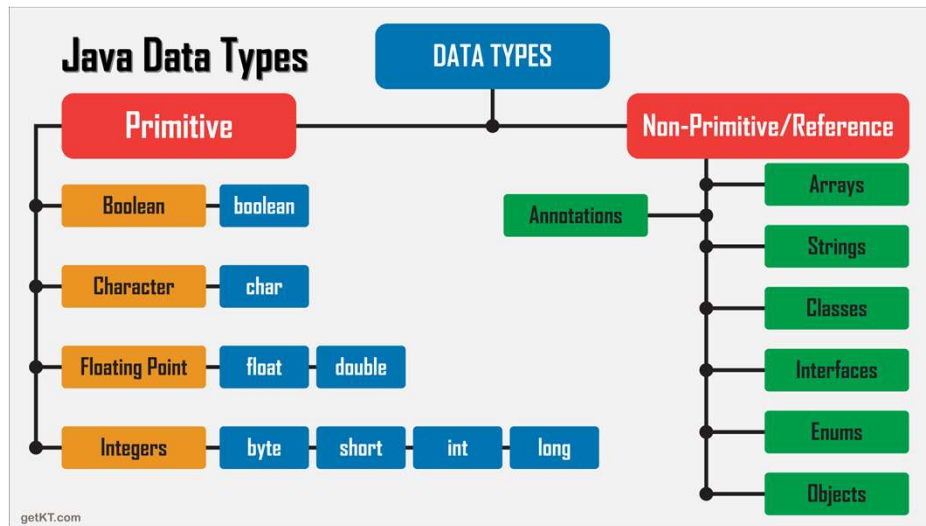 Java Data Types
DATA TYPES
Primitive
Non-Primitive/Reference
Boolean
boolean
Character
char
Floating Point
float
double
Integers
byte
short
int
long
Annotations
Arrays
Strings
Classes
Interfaces
Enums
Objects
getKT.com